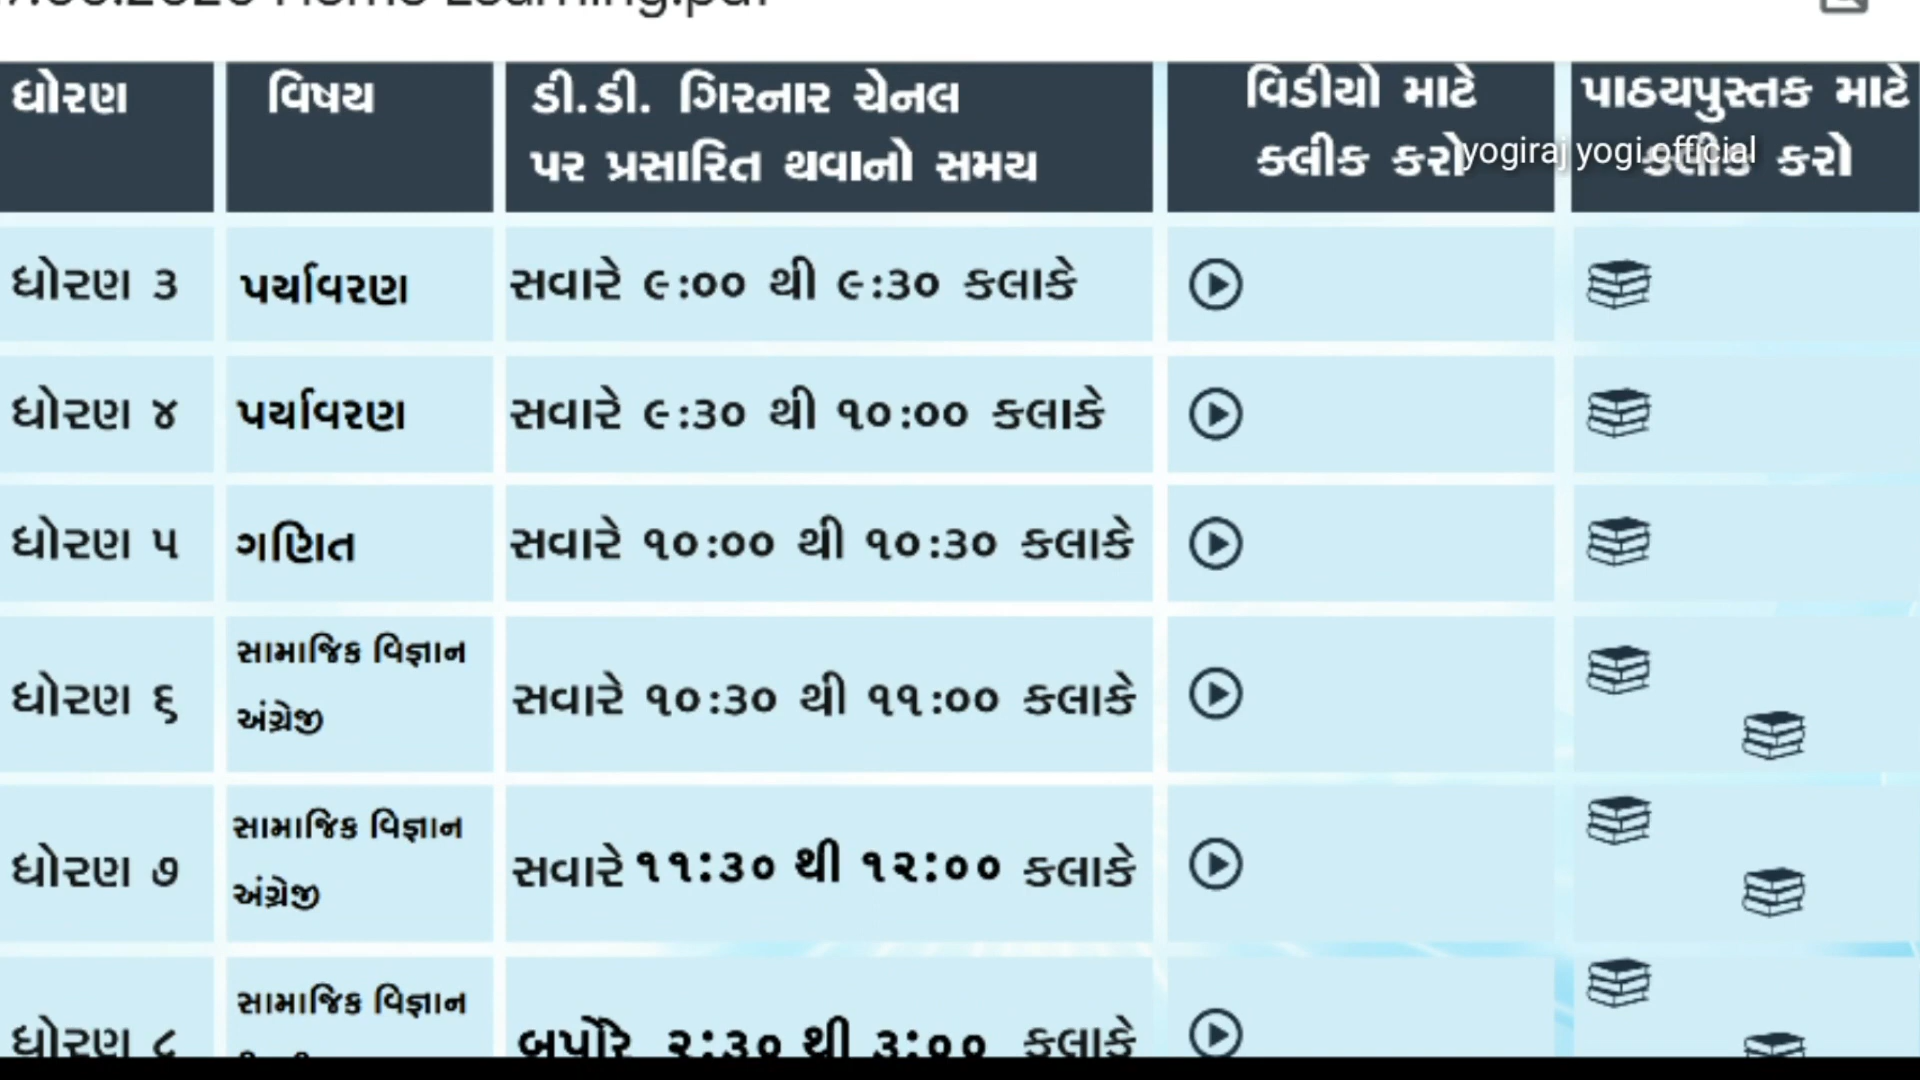 Home Learning.pdf
ધોરણ વિષય ડી.ડી. ગિરનાર ચેનલ વિડીયો માટે પાઠયપુસ્તક માટે
પર પ્રસારિત થવાનો સમય ક્લીક કરો ક્લીક કરો
yogiraj yogi official
ધોરણ ૩ પર્યાવરણ સવારે ૯:૦૦ થી ૯:૩૦ કલાકે
ધોરણ ૪ પર્યાવરણ સવારે ૯:૩૦ થી ૧૦:૦૦ કલાકે
ધોરણ ૫ ગણિત સવારે ૧૦:૦૦ થી ૧૦:૩૦ કલાકે
સામાજિક વિજ્ઞાન
ધોરણ ૬ સવારે ૧૦:૩૦ થી ૧૧:૦૦ કલાકે
અંગ્રેજી
સામાજિક વિજ્ઞાન
ધોરણ ૭ સવારે ૧૧:૩૦ થી ૧૨:૦૦ કલાકે
અંગ્રેજી
સામાજિક વિજ્ઞાન
ધોરણ ૮ બપોરે ૨:૩૦ થી ૩:૦૦ કલાકે